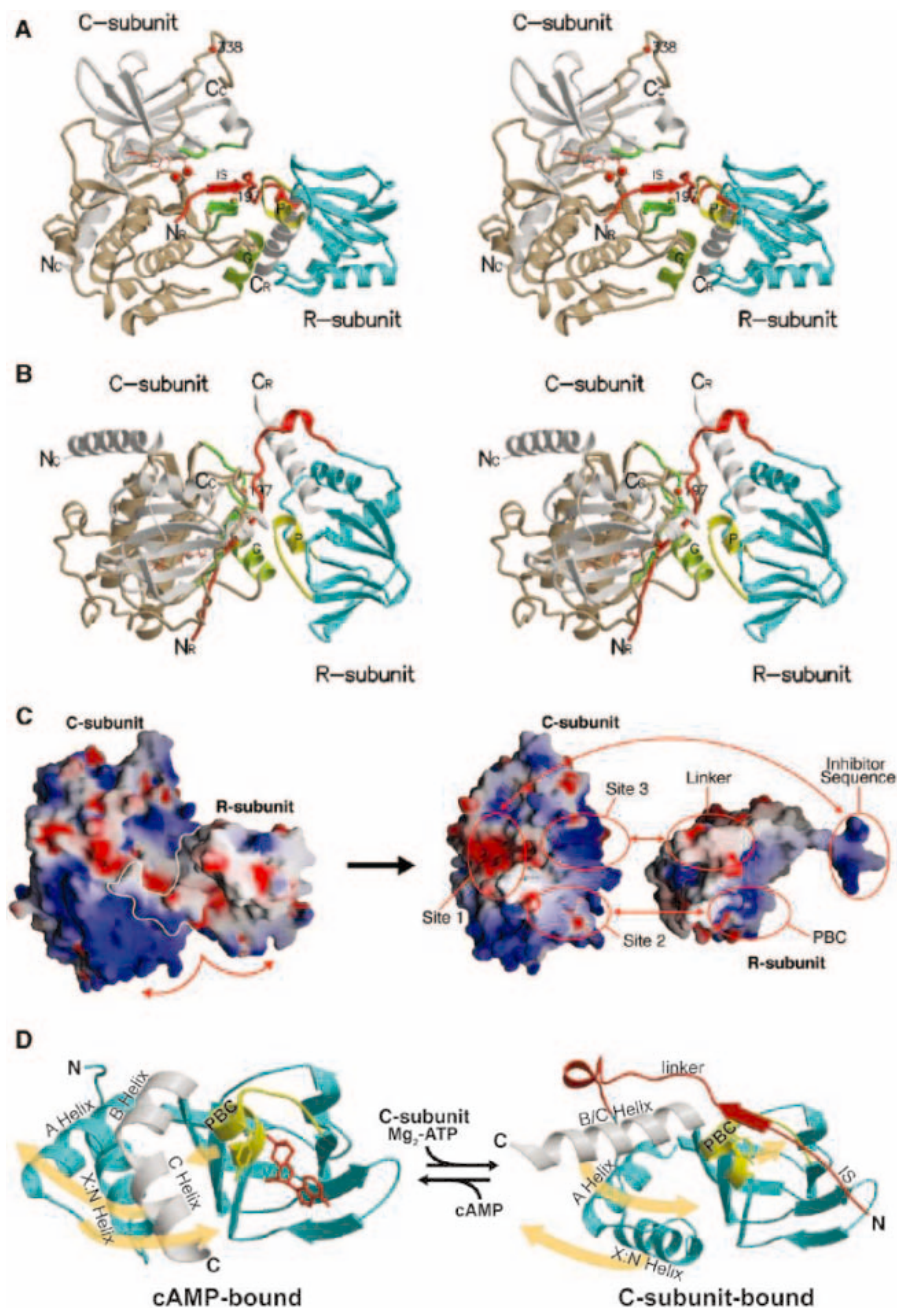 A
C–subunit
338
Cc
IS
197
P
NR
G
Nc
CR
R–subunit
C–subunit
338
Cc
IS
197
P
NR
G
Nc
CR
R–subunit
B
C–subunit
CR
Nc
Cc
197
G
P
NR
R–subunit
C–subunit
CR
Nc
Cc
197
G
P
NR
R–subunit
C
C-subunit
R-subunit
C-subunit
Site 3
Linker
Inhibitor
Sequence
Site 1
Site 2
PBC
R-subunit
D
N
A Helix
B Helix
PBC
X:N Helix
C Helix
C
cAMP-bound
C-subunit
Mg2-ATP
cAMP
linker
B/C Helix
C
PBC
A Helix
IS
N
X:N Helix
C-subunit-bound